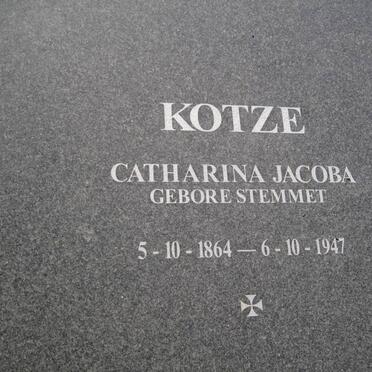 KOTZE
CATHARINA JACOBA
GEBORE STEMMET
5 - 10 - 1864 — 6 - 10 - 1947